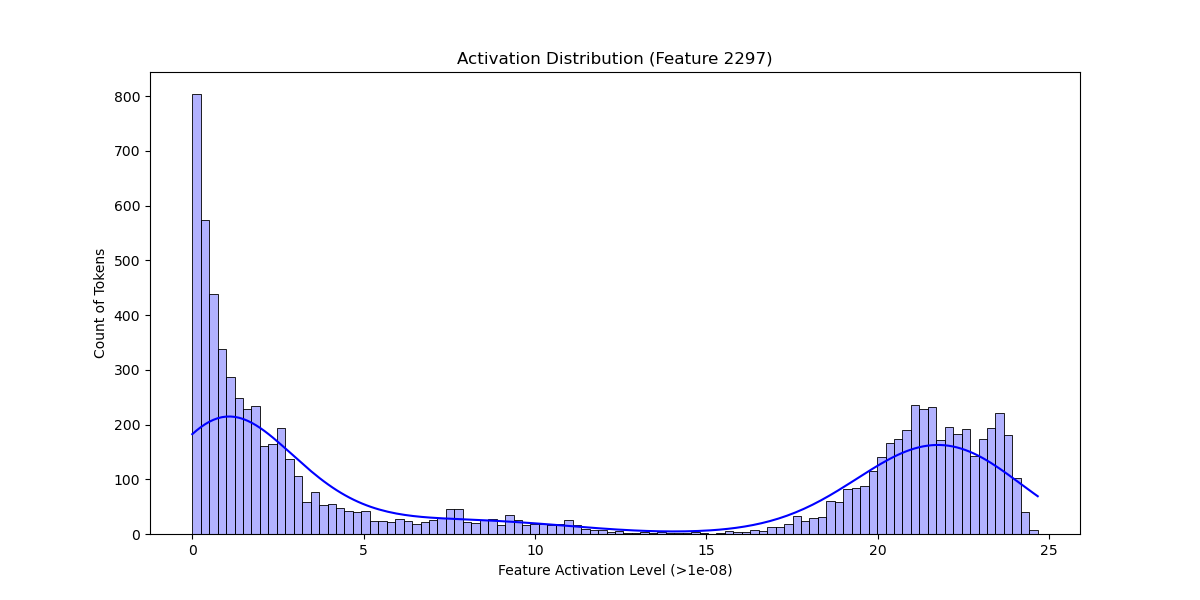 Activation Distribution (Feature 2297)
Count of Tokens
800
700
600
500
400
300
200
100
0
0 5 10 15 20 25
Feature Activation Level (>1e-08)